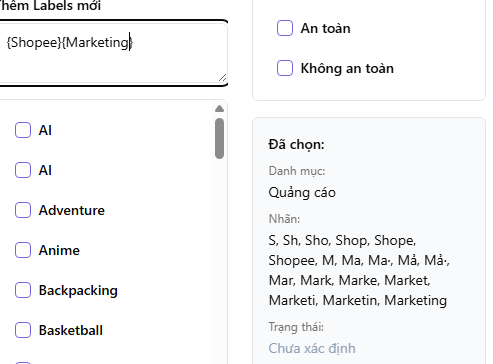 Thêm Labels mới
{Shopee}{Marketing}
AI
AI
Adventure
Anime
Backpacking
Basketball
An toàn
Không an toàn
Đã chọn:
Danh mục:
Quảng cáo
Nhãn:
S, Sh, Sho, Shop, Shope,
Shopee, M, Ma, Ma·, Mả, Mả·,
Mar, Mark, Marke, Market,
Marketi, Marketin, Marketing
Trạng thái:
Chưa xác định